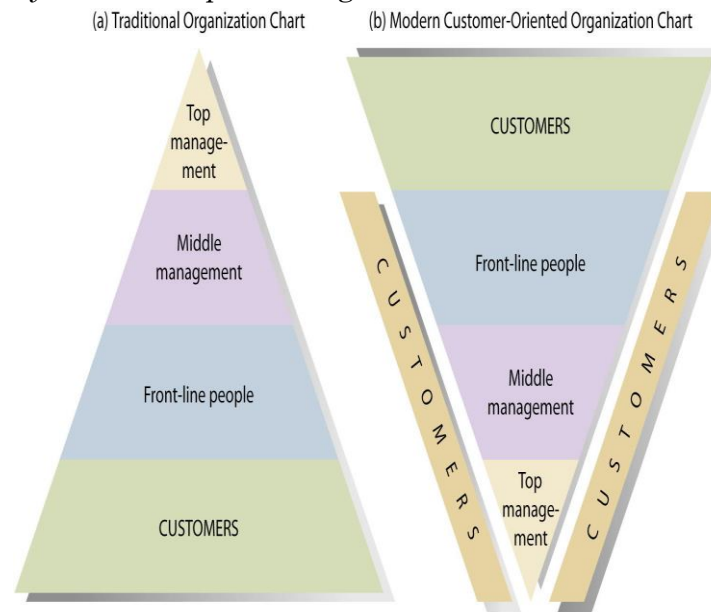 (a) Traditional Organization Chart
(b) Modern Customer-Oriented Organization Chart
Top
manage-
ment
Middle
management
Front-line people
CUSTOMERS
CUSTOMERS
Front-line people
Middle
management
Top
manage-
ment
CUSTOMERS
CUSTOMERS